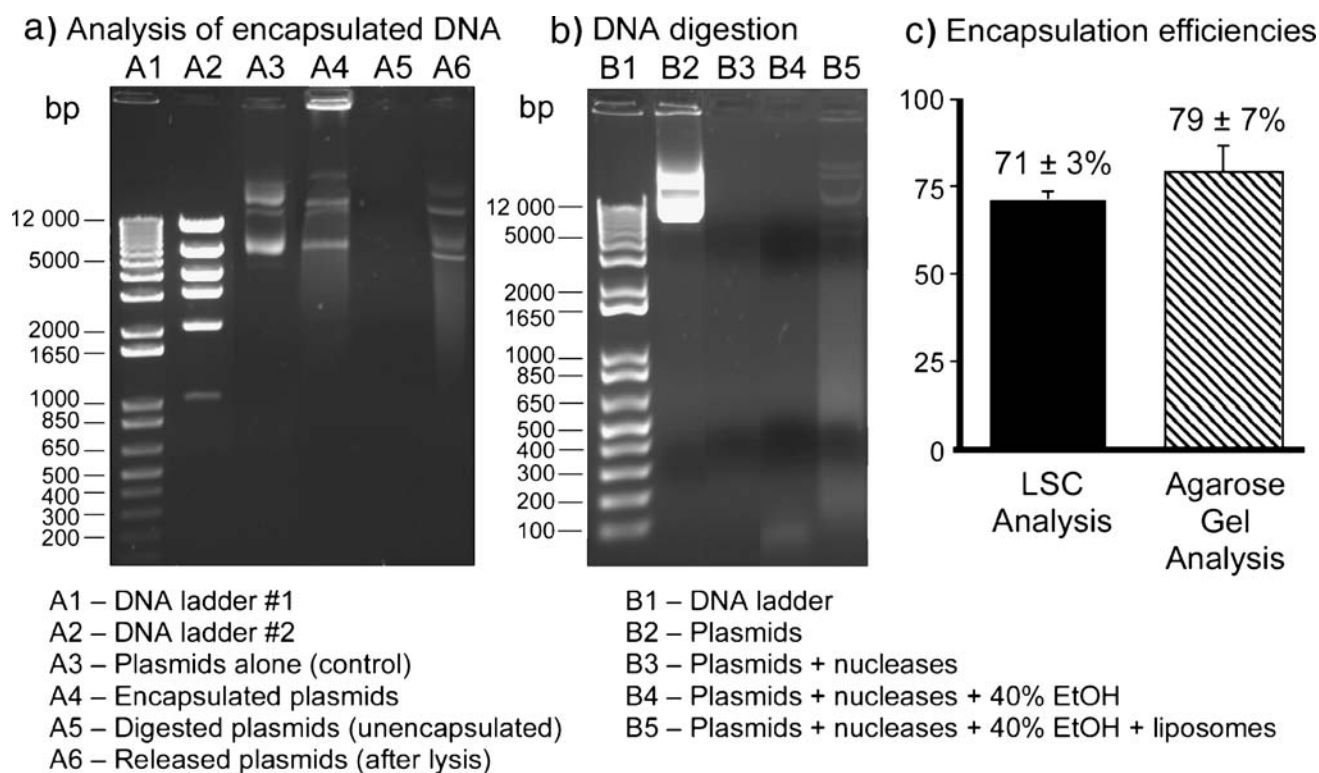 a) Analysis of encapsulated DNA
A1 A2 A3 A4 A5 A6
bp
12 000
5000
2000
1650
1000
850
650
500
400
300
200
A1 – DNA ladder #1
A2 – DNA ladder #2
A3 – Plasmids alone (control)
A4 – Encapsulated plasmids
A5 – Digested plasmids (unencapsulated)
A6 – Released plasmids (after lysis)
b) DNA digestion
B1 B2 B3 B4 B5
bp
12 000
5000
2000
1650
1000
850
650
500
400
300
200
100
B1 – DNA ladder
B2 – Plasmids
B3 – Plasmids + nucleases
B4 – Plasmids + nucleases + 40% EtOH
B5 – Plasmids + nucleases + 40% EtOH + liposomes
c) Encapsulation efficiencies
100
75
50
25
0
71 ± 3%
79 ± 7%
LSC
Analysis
Agarose
Gel
Analysis